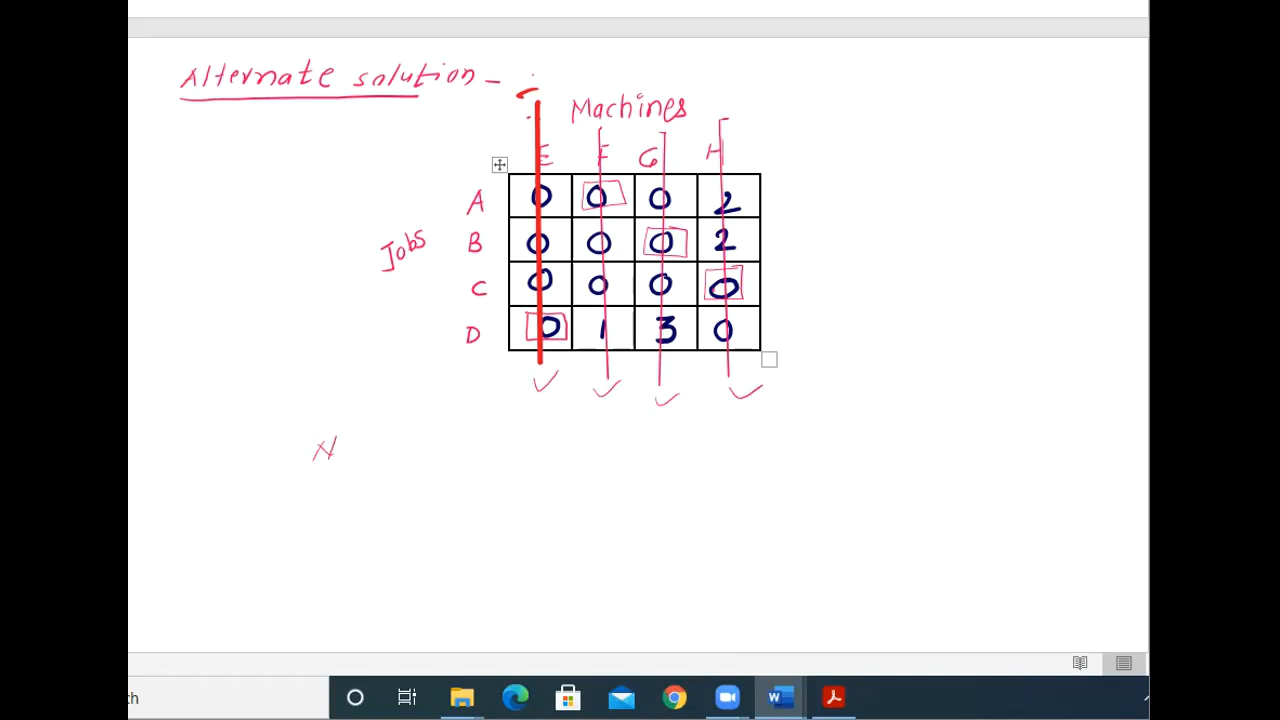 Alternate solution -
Machines
E F G H
A 0 0 0 2
Jobs B 0 0 0 2
C 0 0 0 0
D 0 1 3 0
N
ch